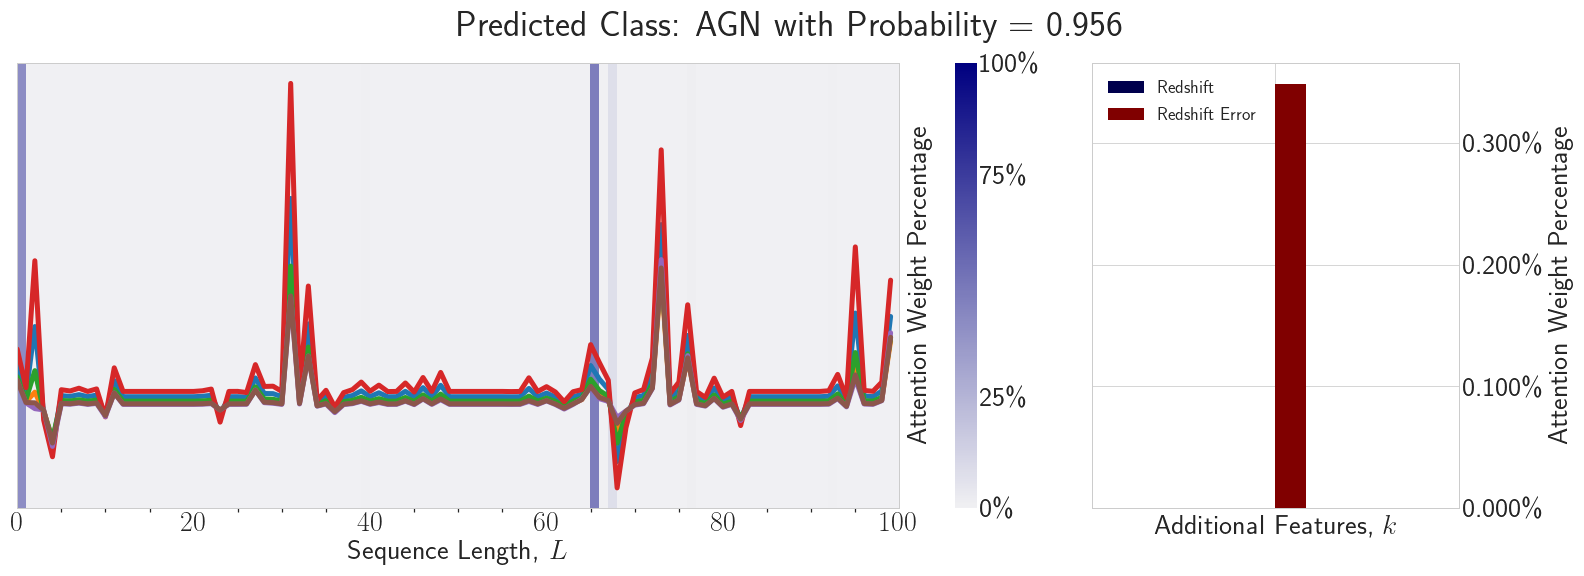 Predicted Class: AGN with Probability = 0.956
0 20 40 60 80 100
Sequence Length, L
100%
75%
25%
0%
Attention Weight Percentage
Redshift
Redshift Error
0.300%
0.200%
0.100%
0.000%
Attention Weight Percentage
Additional Features, k